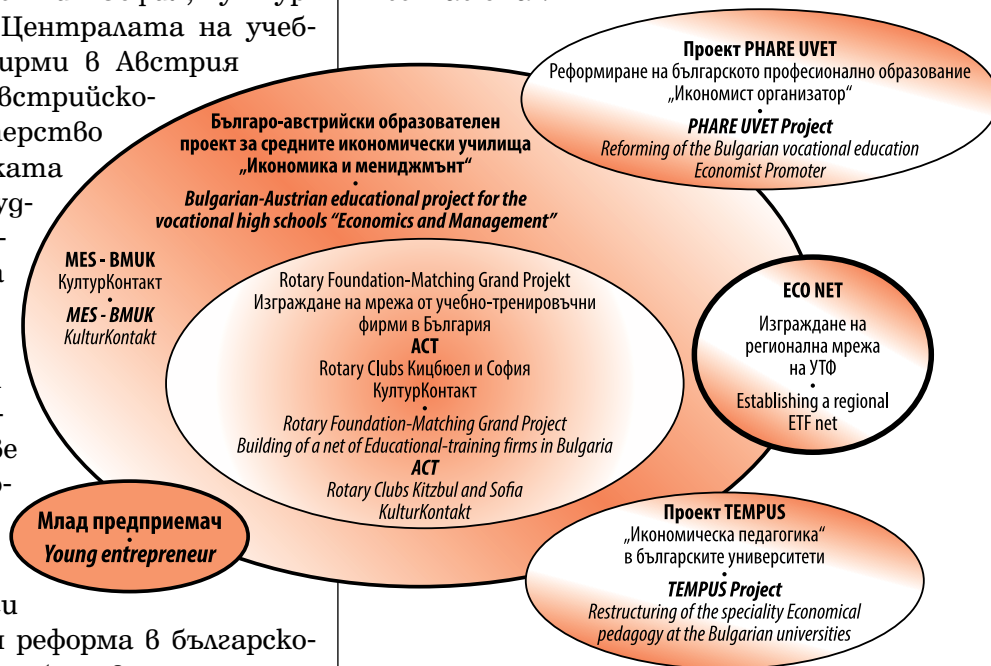 Централата на учеб-
ирми в Австрия
встрийско-
терство
ката
уд-
а
ве
о-
си
реформа в българско-
Проект PHARE UVET
Реформиране на българското професионално образование
„Икономист организатор“
•
PHARE UVET Project
Reforming of the Bulgarian vocational education
Economist Promoter
Българо-австрийски образователен
проект за средните икономически училища
„Икономика и мениджмънт“
•
Bulgarian-Austrian educational project for the
vocational high schools “Economics and Management”
MES - BMUK
КултурКонтакт
•
MES - BMUK
KulturKontakt
Rotary Foundation-Matching Grand Projekt
Изграждане на мрежа от учебно-тренировъчни
фирми в България
ACT
Rotary Clubs Кицбюел и София
КултурКонтакт
•
Rotary Foundation-Matching Grand Project
Building of a net of Educational-training firms in Bulgaria
ACT
Rotary Clubs Kitzbul and Sofia
KulturKontakt
ECO NET
Изграждане на
регионална мрежа
на УТФ
•
Establishing a regional
ETF net
Млад предприемач
•
Young entrepreneur
Проект TEMPUS
„Икономическа педагогика“
в българските университети
•
TEMPUS Project
Restructuring of the speciality Economical
pedagogy at the Bulgarian universities